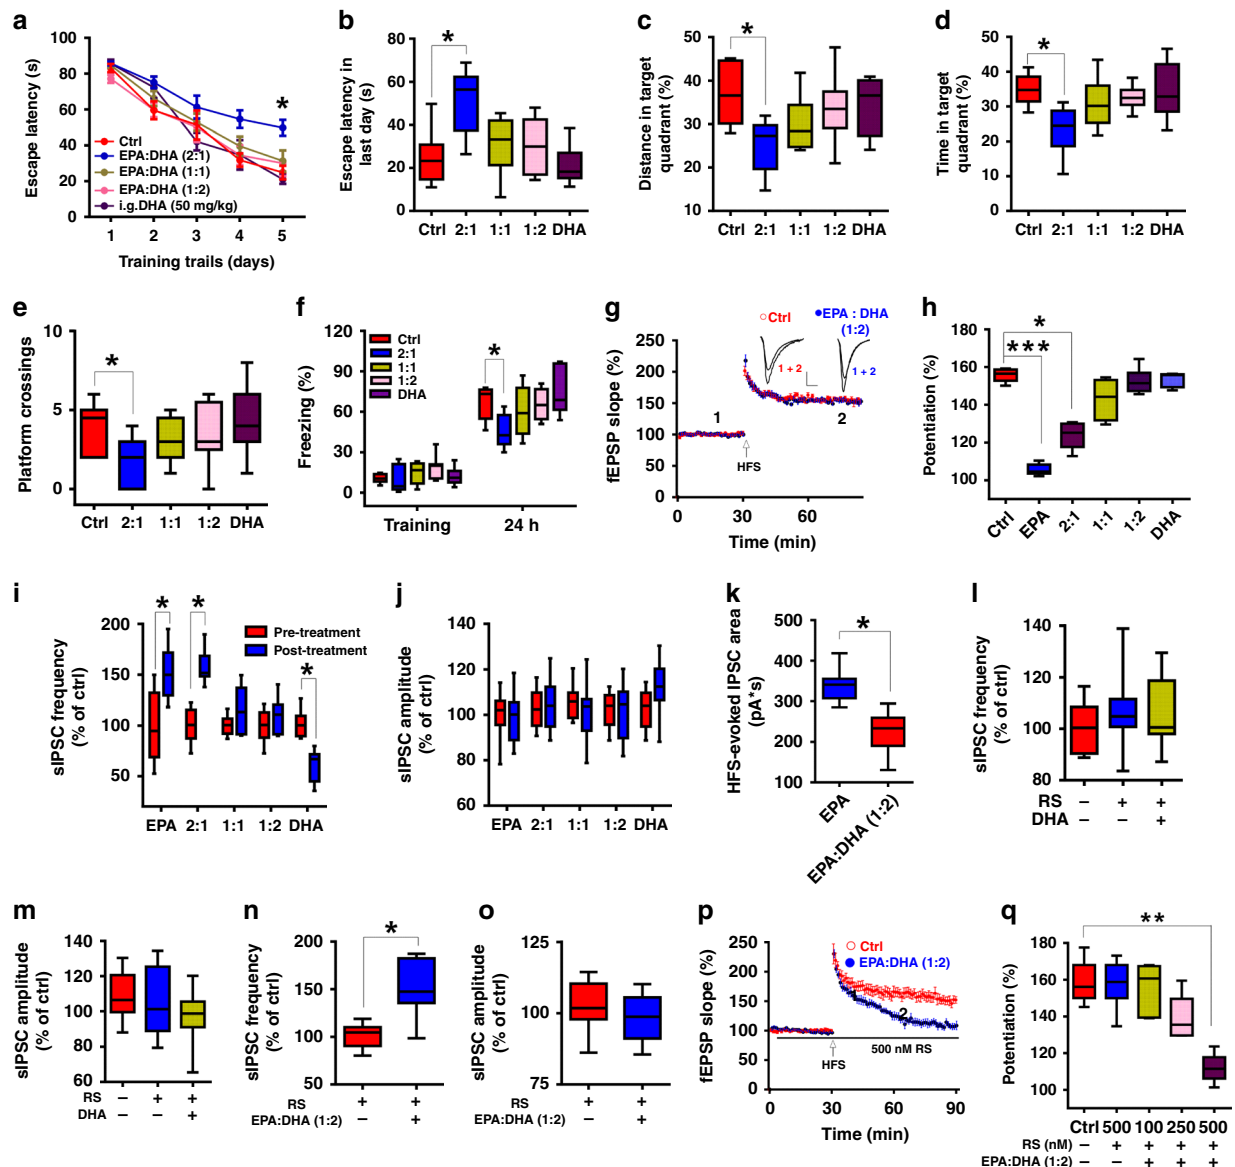 a
Escape latency (s)
100
80
60
40
20
0
*
Ctrl
EPA:DHA (2:1)
EPA:DHA (1:1)
EPA:DHA (1:2)
i.g.DHA (50 mg/kg)
1 2 3 4 5
Training trails (days)
b
Escape latency in
last day (s)
80
60
40
20
0
*
Ctrl 2:1 1:1 1:2 DHA
c
Distance in target
quadrant (%)
50
40
30
20
10
*
Ctrl 2:1 1:1 1:2 DHA
d
Time in target
quadrant (%)
50
40
30
20
10
0
*
Ctrl 2:1 1:1 1:2 DHA
e
Platform crossings
10
5
0
*
Ctrl 2:1 1:1 1:2 DHA
f
Freezing (%)
120
90
60
30
0
Ctrl
2:1
1:1
1:2
DHA
*
Training 24 h
g
fEPSP slope (%)
250
200
150
100
50
0
Ctrl
EPA : DHA
(1:2)
1 + 2
1 + 2
1
2
HFS
0 30 60
Time (min)
h
Potentiation (%)
180
160
140
120
100
*
***
Ctrl EPA 2:1 1:1 1:2 DHA
i
sIPSC frequency
(% of ctrl)
200
150
100
50
* * *
Pre-treatment
Post-treatment
EPA 2:1 1:1 1:2 DHA
j
sIPSC amplitude
(% of ctrl)
140
120
100
80
60
EPA 2:1 1:1 1:2 DHA
k
HFS-evoked IPSC area
(pA*s)
500
400
300
200
100
*
EPA
EPA:DHA (1:2)
l
sIPSC frequency
(% of ctrl)
140
120
100
80
RS − + +
DHA − − +
m
sIPSC amplitude
(% of ctrl)
140
120
100
80
60
RS − + +
DHA − − +
n
sIPSC frequency
(% of ctrl)
200
150
100
50
*
RS + +
EPA:DHA (1:2) − +
o
sIPSC amplitude
(% of ctrl)
125
100
75
RS + +
EPA:DHA (1:2) − +
p
fEPSP slope (%)
250
200
150
100
50
0
Ctrl
EPA:DHA (1:2)
2
HFS
500 nM RS
0 30 60 90
Time (min)
q
Potentiation (%)
180
160
140
120
100
**
Ctrl 500 100 250 500
RS (nM) + + + +
EPA:DHA (1:2) − + + +